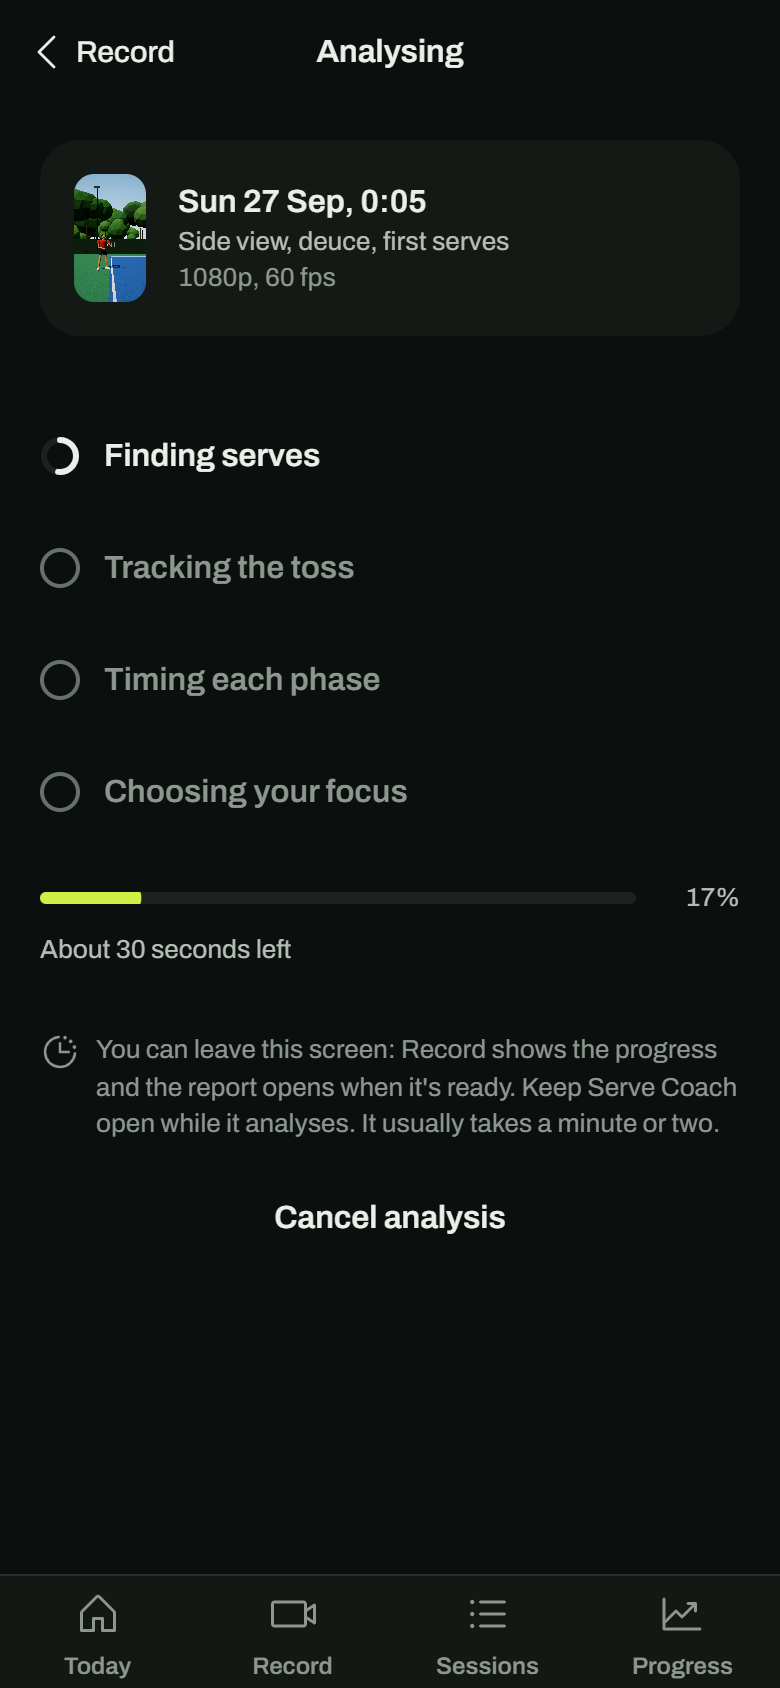 Record
Analysing
Sun 27 Sep, 0:05
Side view, deuce, first serves
1080p, 60 fps
Finding serves
Tracking the toss
Timing each phase
Choosing your focus
17%
About 30 seconds left
You can leave this screen: Record shows the progress
and the report opens when it's ready. Keep Serve Coach
open while it analyses. It usually takes a minute or two.
Cancel analysis
Today
Record
Sessions
Progress